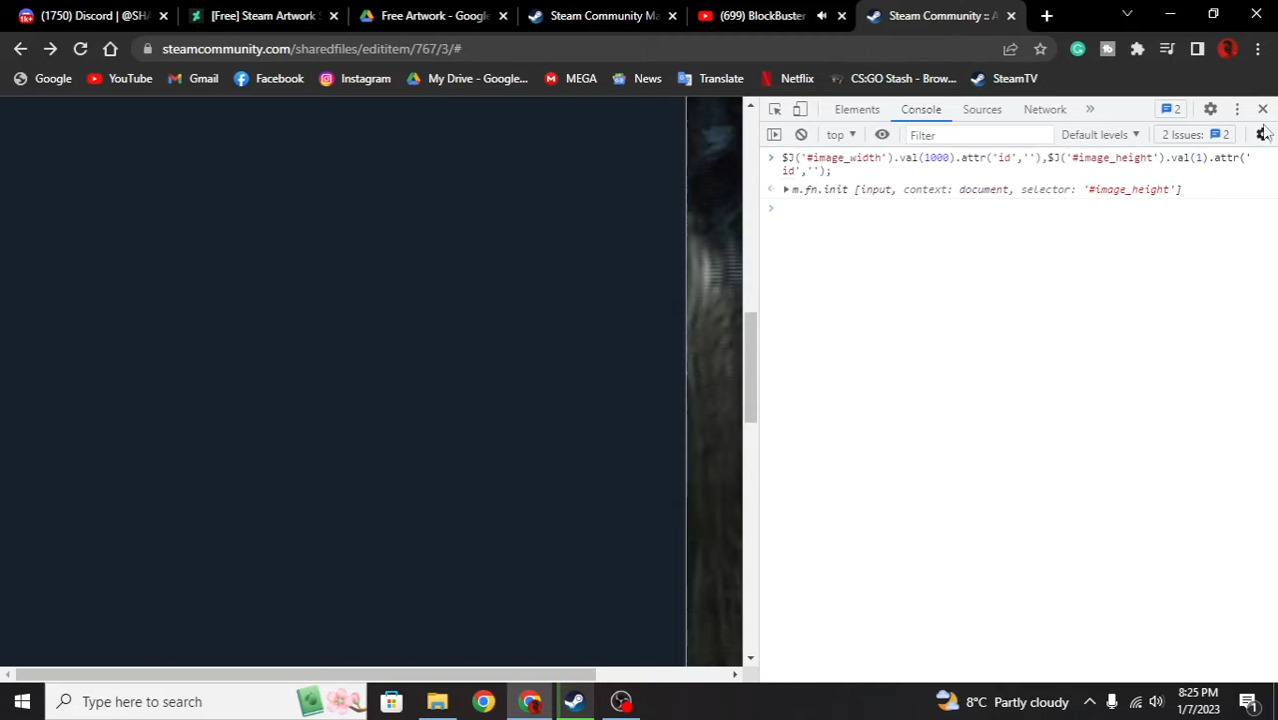 (1750) Discord | @SHA
[Free] Steam Artwork
Free Artwork - Google
Steam Community Ma
(699) BlockBuster
Steam Community :: A
steamcommunity.com/sharedfiles/edititem/767/3/#
Google
YouTube
Gmail
Facebook
Instagram
My Drive - Google...
MEGA
News
Translate
Netflix
CS:GO Stash - Brow...
SteamTV
Elements
Console
Sources
Network
2
top
Filter
Default levels
2 Issues:
2
$J('#image_width').val(1000).attr('id',''),$J('#image_height').val(1).attr('
id','');
m.fn.init [input, context: document, selector: '#image_height']
Type here to search
8°C Partly cloudy
8:25 PM
1/7/2023
1